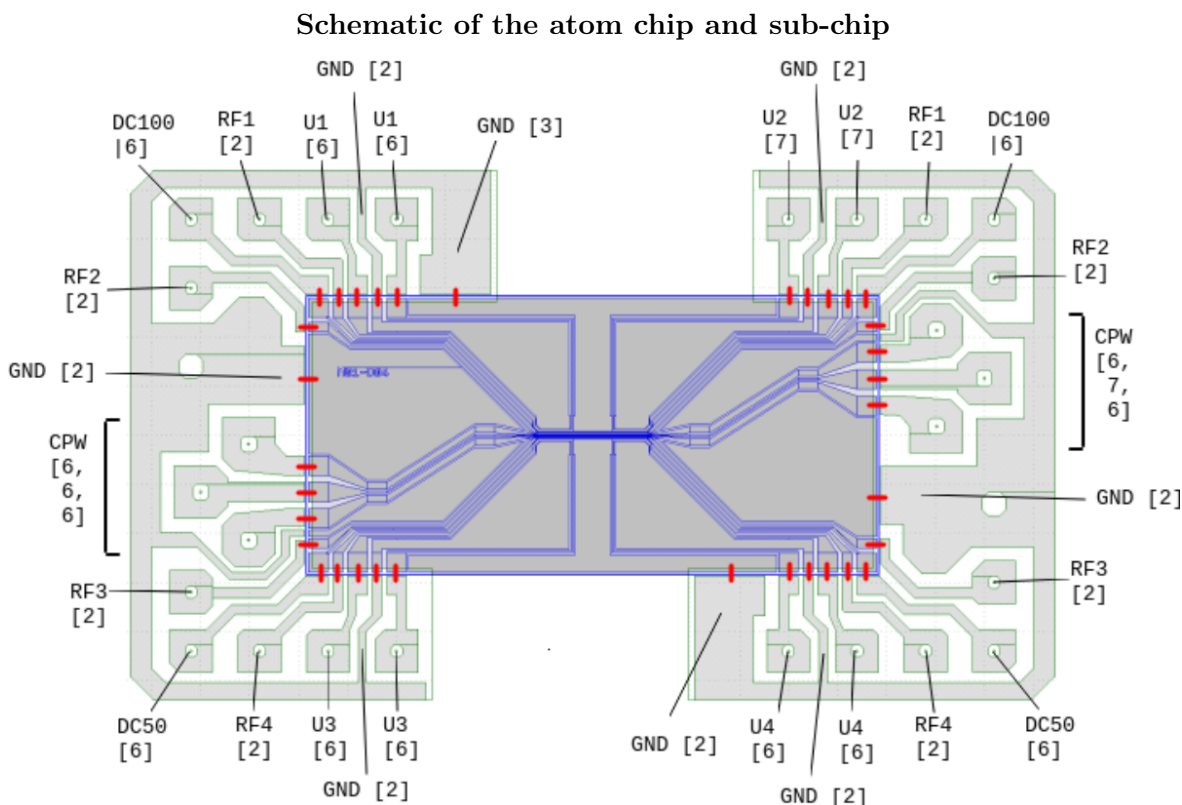 Schematic of the atom chip and sub-chip
GND [2]
GND [2]
DC100
|6]
RF1
[2]
U1
[6]
U1
[6]
GND [3]
U2
[7]
U2
[7]
RF1
[2]
DC100
|6]
RF2
[2]
RF2
[2]
GND [2]
CPW
[6,
7,
6]
CPW
[6,
6,
6]
GND [2]
RF3
[2]
RF3
[2]
DC50
[6]
RF4
[2]
U3
[6]
U3
[6]
GND [2]
GND [2]
U4
[6]
U4
[6]
RF4
[2]
DC50
[6]
GND [2]